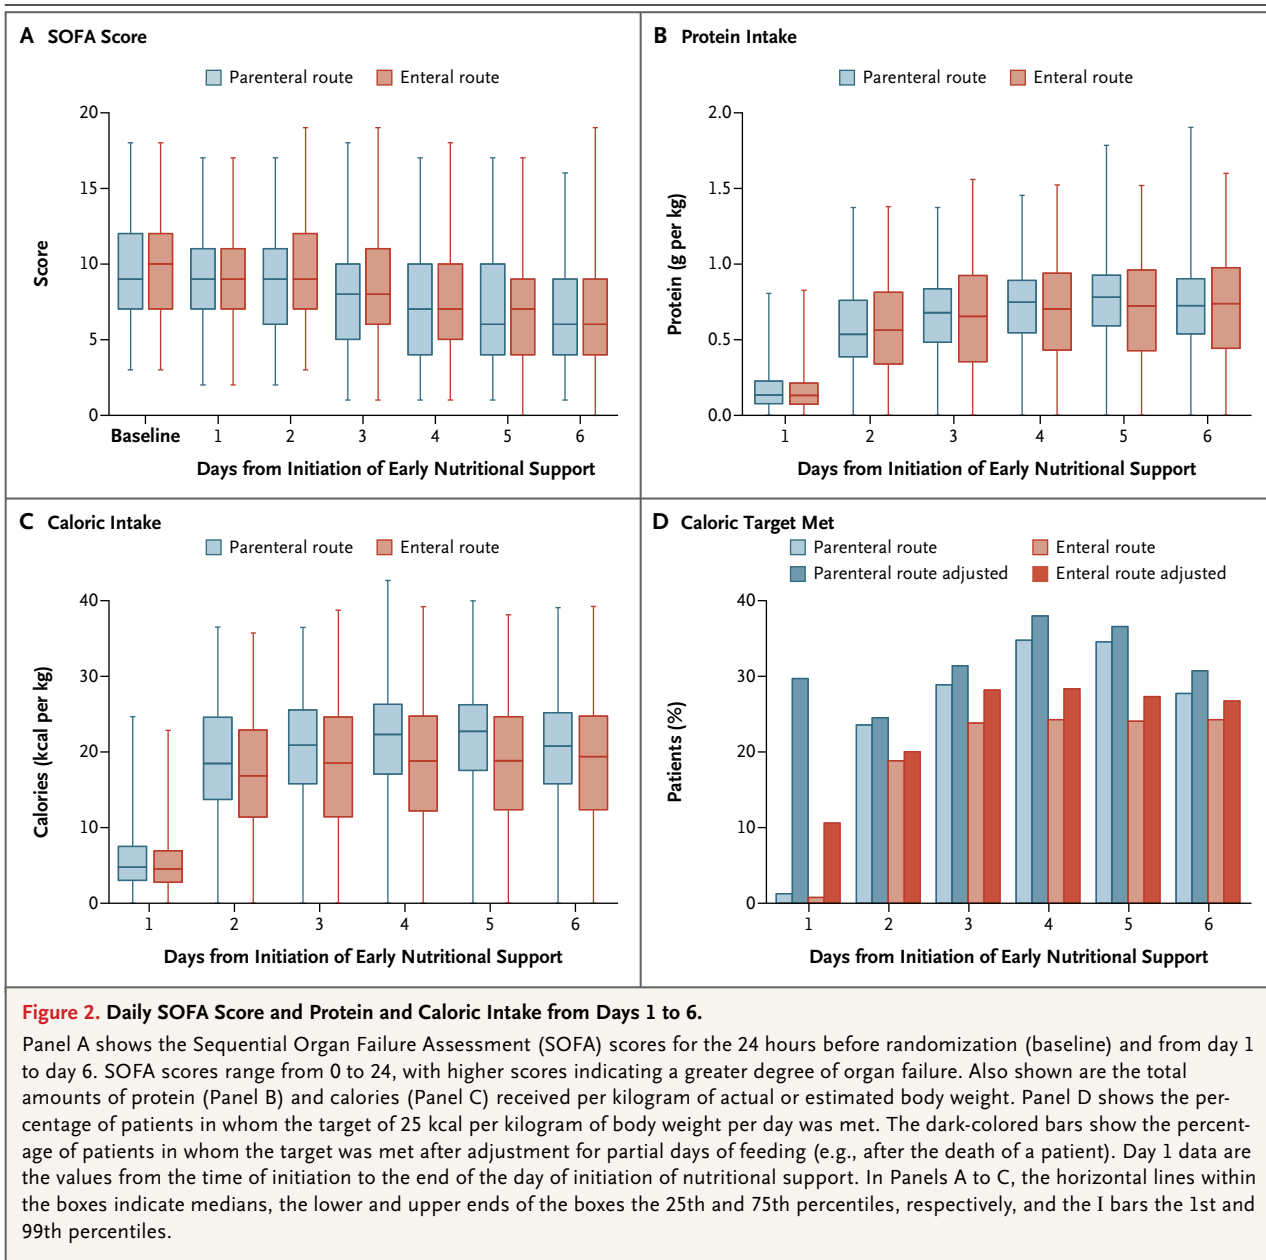 A SOFA Score
Parenteral route Enteral route
20
15
10
5
0
Score
Baseline 1 2 3 4 5 6
Days from Initiation of Early Nutritional Support
B Protein Intake
Parenteral route Enteral route
2.0
1.5
1.0
0.5
0.0
Protein (g per kg)
1 2 3 4 5 6
Days from Initiation of Early Nutritional Support
C Caloric Intake
Parenteral route Enteral route
40
30
20
10
0
Calories (kcal per kg)
1 2 3 4 5 6
Days from Initiation of Early Nutritional Support
D Caloric Target Met
Parenteral route Enteral route
Parenteral route adjusted Enteral route adjusted
40
30
20
10
0
Patients (%)
1 2 3 4 5 6
Days from Initiation of Early Nutritional Support
Figure 2. Daily SOFA Score and Protein and Caloric Intake from Days 1 to 6.
Panel A shows the Sequential Organ Failure Assessment (SOFA) scores for the 24 hours before randomization (baseline) and from day 1
to day 6. SOFA scores range from 0 to 24, with higher scores indicating a greater degree of organ failure. Also shown are the total
amounts of protein (Panel B) and calories (Panel C) received per kilogram of actual or estimated body weight. Panel D shows the per-
centage of patients in whom the target of 25 kcal per kilogram of body weight per day was met. The dark-colored bars show the percent-
age of patients in whom the target was met after adjustment for partial days of feeding (e.g., after the death of a patient). Day 1 data are
the values from the time of initiation to the end of the day of initiation of nutritional support. In Panels A to C, the horizontal lines within
the boxes indicate medians, the lower and upper ends of the boxes the 25th and 75th percentiles, respectively, and the I bars the 1st and
99th percentiles.